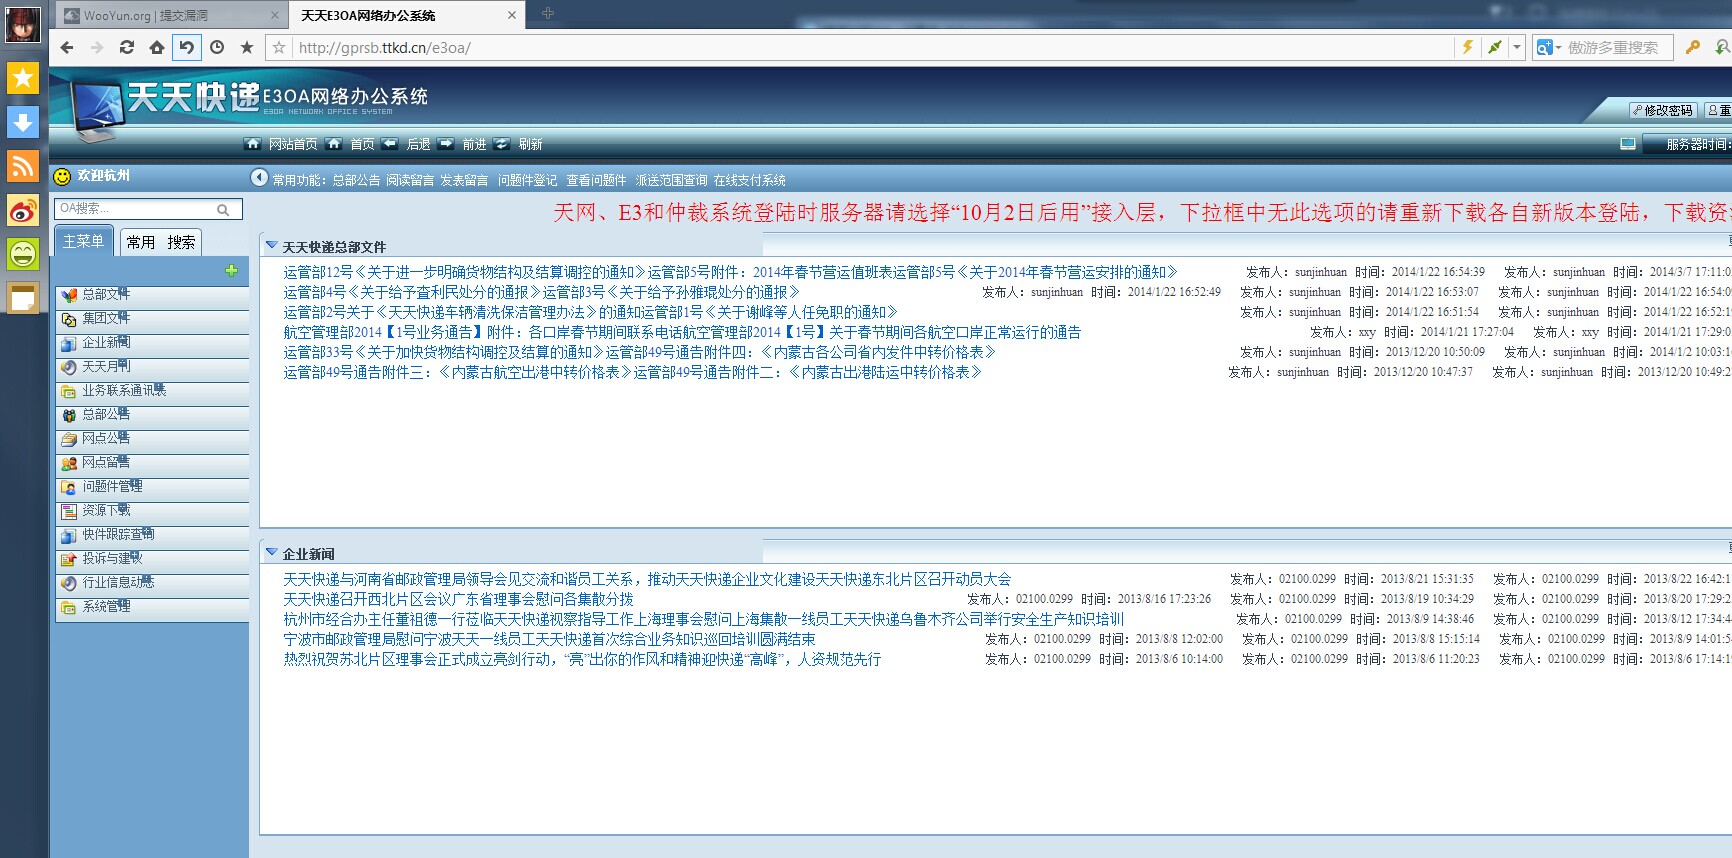 WooYun.org | 提交漏洞
天天E3OA网络办公系统
http://gprsb.ttkd.cn/e3oa/
傲游多重搜索
天天快递E3OA网络办公系统
E3OA NETWORK OFFICE SYSTEM
修改密码 重
网站首页 首页 后退 前进 刷新
服务器时间:
欢迎杭州
常用功能：总部公告 阅读留言 发表留言 问题件登记 查看问题件 派送范围查询 在线支付系统
OA搜索...
天网、E3和仲裁系统登陆时服务器请选择“10月2日后用”接入层，下拉框中无此选项的请重新下载各自新版本登陆，下载资
主菜单 常用 搜索
总部文件
集团文件
企业新闻
天天月刊
业务联系通讯录
总部公告
网点公告
网点留言
问题件管理
资源下载
快件跟踪查询
投诉与建议
行业信息动态
系统管理
天天快递总部文件
运管部12号《关于进一步明确货物结构及结算调控的通知》运管部5号附件：2014年春节营运值班表运管部5号《关于2014年春节营运安排的通知》 发布人：sunjinhuan 时间：2014/1/22 16:54:39 发布人：sunjinhuan 时间：2014/3/7 17:11:0
运管部4号《关于给予查利民处分的通报》运管部3号《关于给予孙雅琨处分的通报》 发布人：sunjinhuan 时间：2014/1/22 16:52:49 发布人：sunjinhuan 时间：2014/1/22 16:53:07 发布人：sunjinhuan 时间：2014/1/22 16:54:0
运管部2号关于《天天快递车辆清洗保洁管理办法》的通知运管部1号《关于谢峰等人任免职的通知》 发布人：sunjinhuan 时间：2014/1/22 16:51:54 发布人：sunjinhuan 时间：2014/1/22 16:52:1
航空管理部2014【1号业务通告】附件：各口岸春节期间联系电话航空管理部2014【1号】关于春节期间各航空口岸正常运行的通告 发布人：xxy 时间：2014/1/21 17:27:04 发布人：xxy 时间：2014/1/21 17:29:0
运管部33号《关于加快货物结构调控及结算的通知》运管部49号通告附件四：《内蒙古各公司省内发件中转价格表》 发布人：sunjinhuan 时间：2013/12/20 10:50:09 发布人：sunjinhuan 时间：2014/1/2 10:03:1
运管部49号通告附件三：《内蒙古航空出港中转价格表》运管部49号通告附件二：《内蒙古出港陆运中转价格表》 发布人：sunjinhuan 时间：2013/12/20 10:47:37 发布人：sunjinhuan 时间：2013/12/20 10:49:2
企业新闻
天天快递与河南省邮政管理局领导会见交流和谐员工关系，推动天天快递企业文化建设天天快递东北片区召开动员大会 发布人：02100.0299 时间：2013/8/21 15:31:35 发布人：02100.0299 时间：2013/8/22 16:42:1
天天快递召开西北片区会议广东省理事会慰问各集散分拨 发布人：02100.0299 时间：2013/8/16 17:23:26 发布人：02100.0299 时间：2013/8/19 10:34:29 发布人：02100.0299 时间：2013/8/20 17:29:2
杭州市经合办主任董祖德一行莅临天天快递视察指导工作上海理事会慰问上海集散一线员工天天快递乌鲁木齐公司举行安全生产知识培训 发布人：02100.0299 时间：2013/8/9 14:38:46 发布人：02100.0299 时间：2013/8/12 17:34:4
宁波市邮政管理局慰问宁波天天一线员工天天快递首次综合业务知识巡回培训圆满结束 发布人：02100.0299 时间：2013/8/8 12:02:00 发布人：02100.0299 时间：2013/8/8 15:15:14 发布人：02100.0299 时间：2013/8/9 14:01:5
热烈祝贺苏北片区理事会正式成立亮剑行动，“亮”出你的作风和精神迎快递“高峰”，人资规范先行 发布人：02100.0299 时间：2013/8/6 10:14:00 发布人：02100.0299 时间：2013/8/6 11:20:23 发布人：02100.0299 时间：2013/8/6 17:14:1